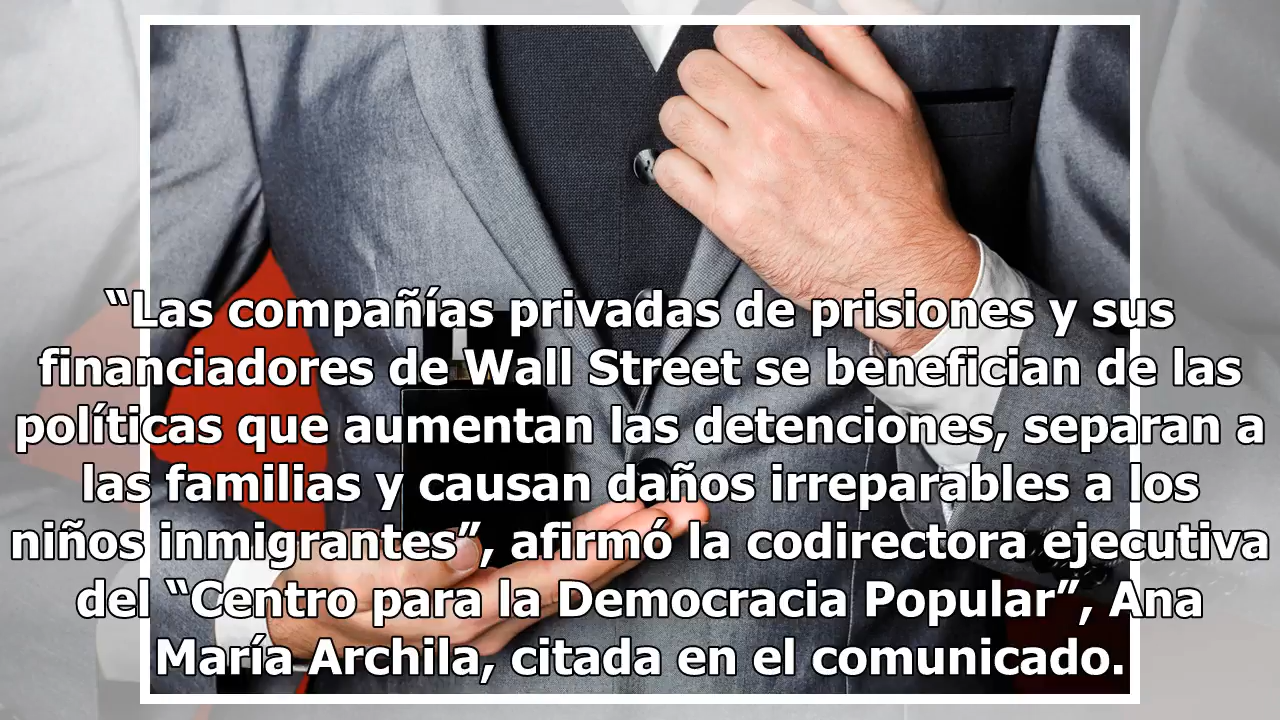 “Las compañías privadas de prisiones y sus
financiadores de Wall Street se benefician de las
políticas que aumentan las detenciones, separan a
las familias y causan daños irreparables a los
niños inmigrantes”, afirmó la codirectora ejecutiva
del “Centro para la Democracia Popular”, Ana
María Archila, citada en el comunicado.